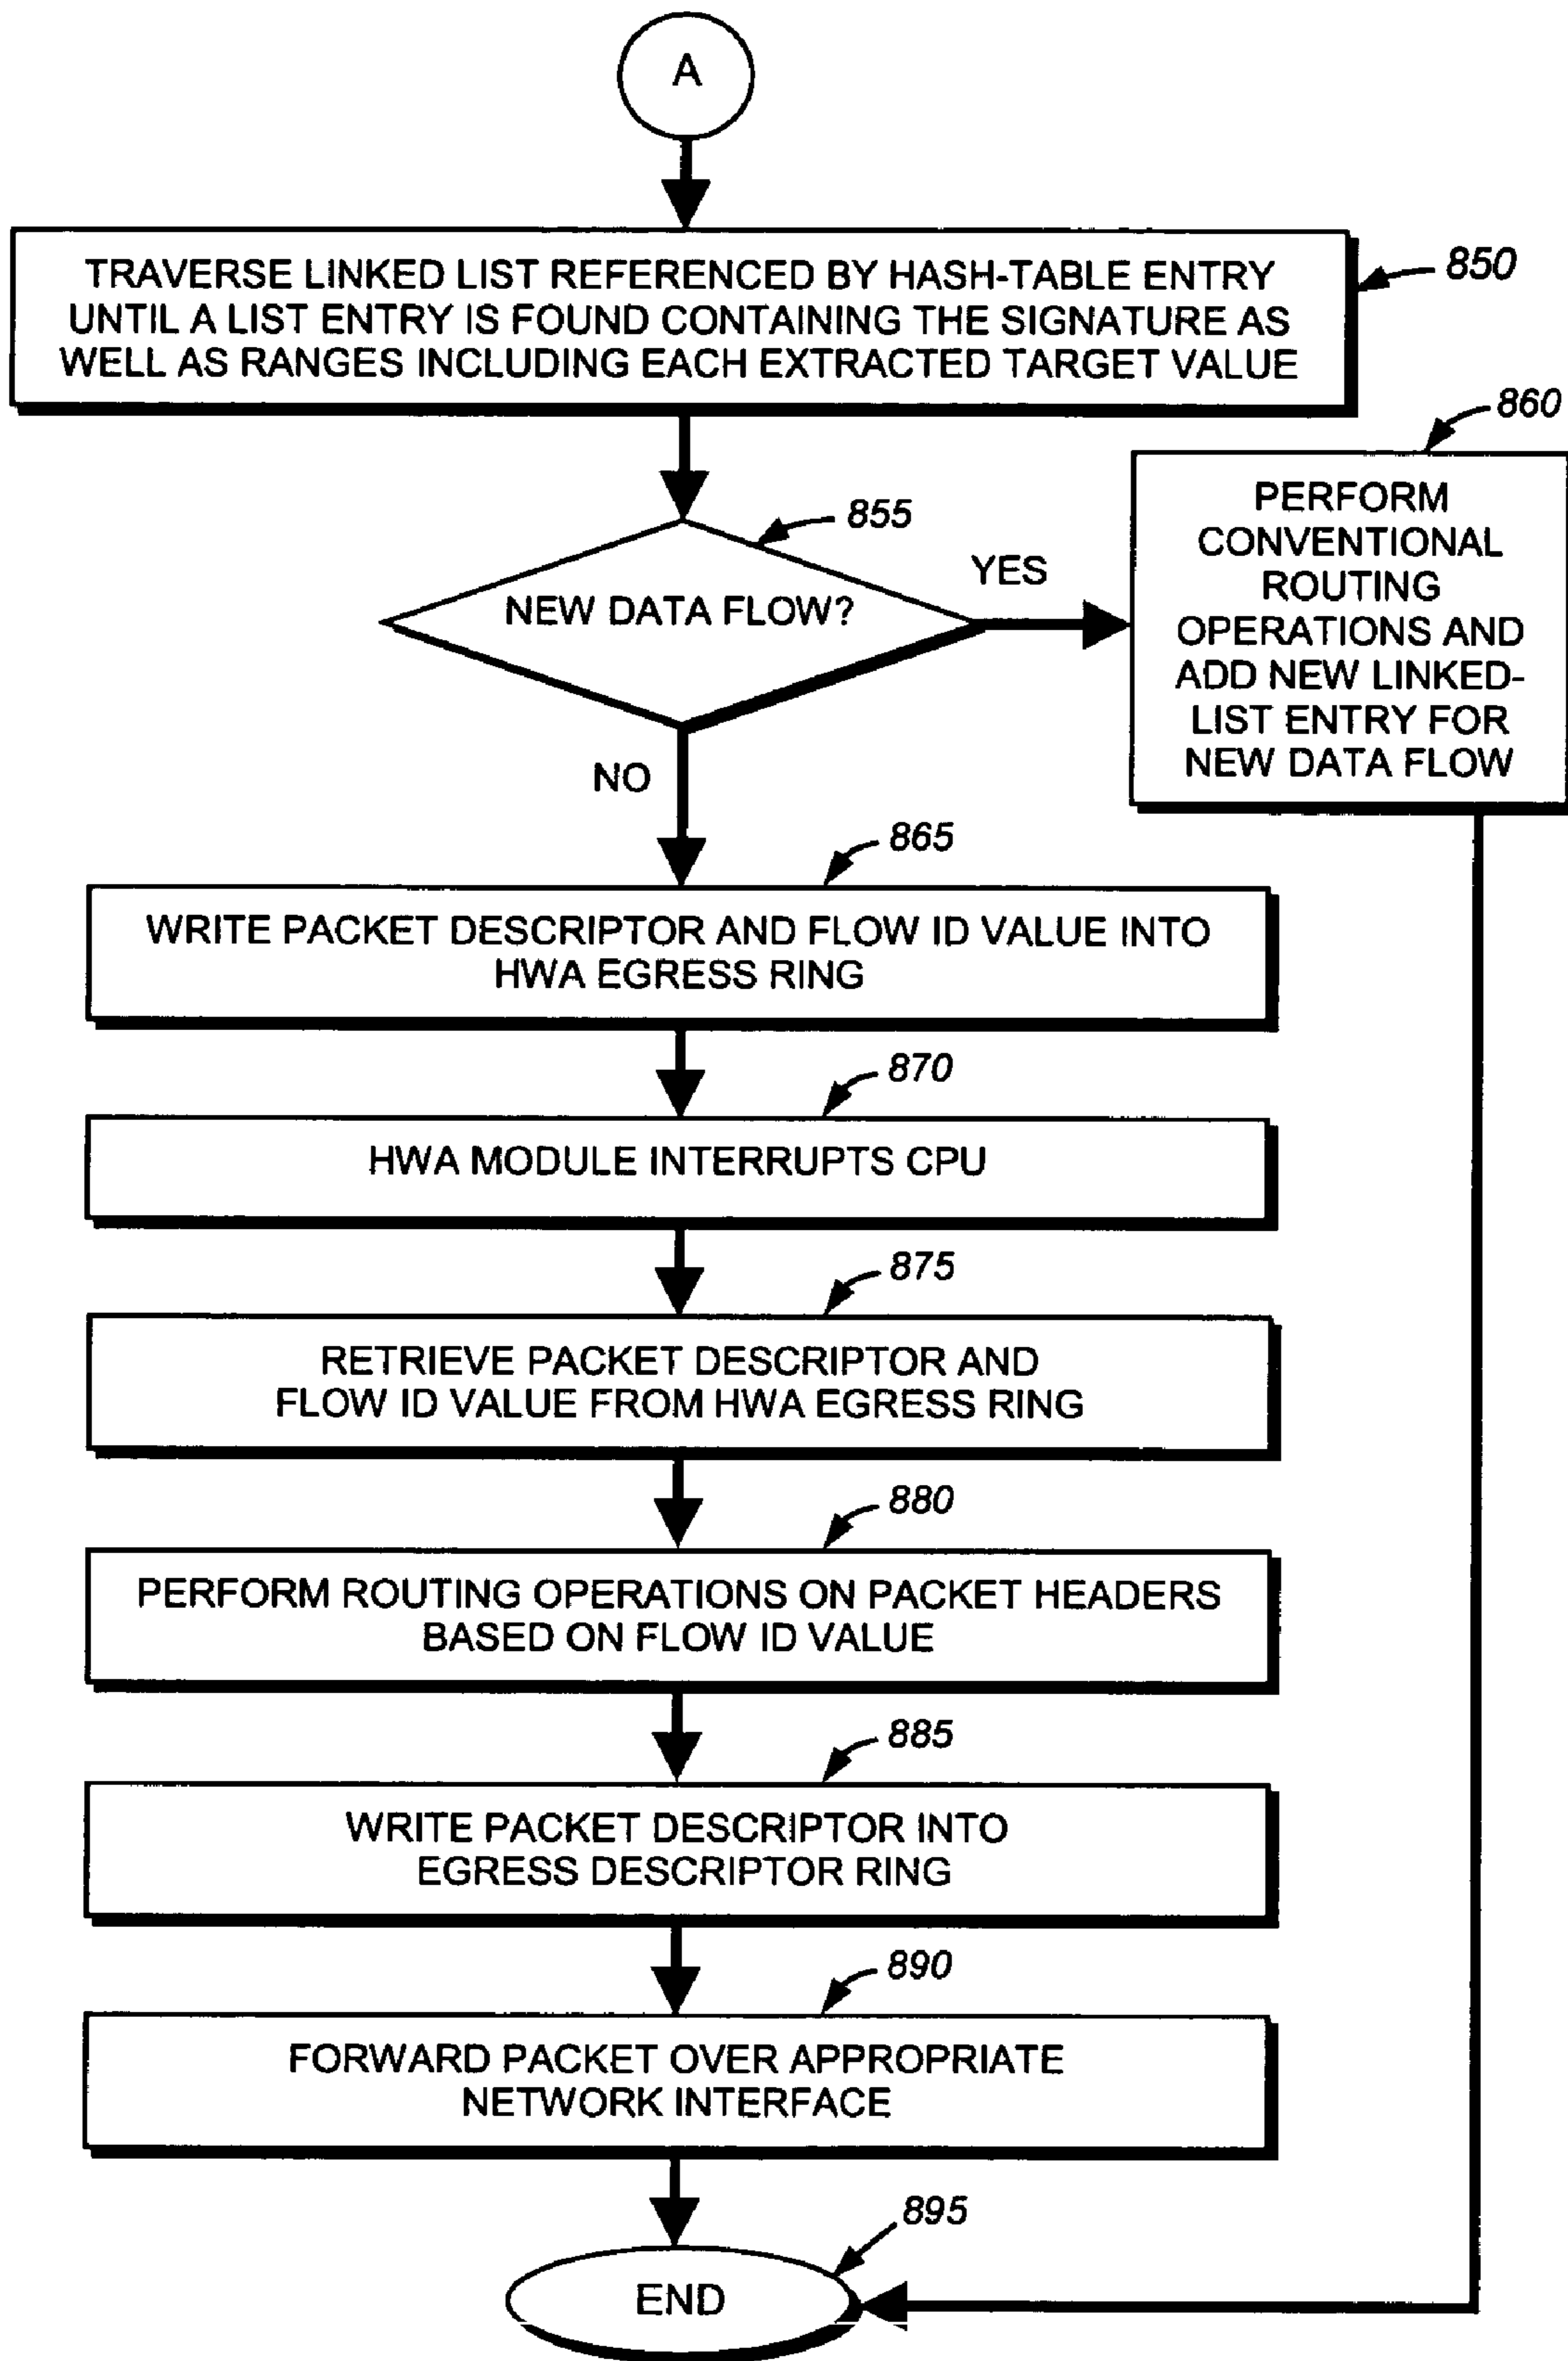 A
TRAVERSE LINKED LIST REFERENCED BY HASH-TABLE ENTRY
UNTIL A LIST ENTRY IS FOUND CONTAINING THE SIGNATURE AS
WELL AS RANGES INCLUDING EACH EXTRACTED TARGET VALUE
850
860
PERFORM
CONVENTIONAL
ROUTING
OPERATIONS AND
ADD NEW LINKED-
LIST ENTRY FOR
NEW DATA FLOW
855
NEW DATA FLOW?
YES
NO
865
WRITE PACKET DESCRIPTOR AND FLOW ID VALUE INTO
HWA EGRESS RING
870
HWA MODULE INTERRUPTS CPU
875
RETRIEVE PACKET DESCRIPTOR AND
FLOW ID VALUE FROM HWA EGRESS RING
880
PERFORM ROUTING OPERATIONS ON PACKET HEADERS
BASED ON FLOW ID VALUE
885
WRITE PACKET DESCRIPTOR INTO
EGRESS DESCRIPTOR RING
890
FORWARD PACKET OVER APPROPRIATE
NETWORK INTERFACE
895
END